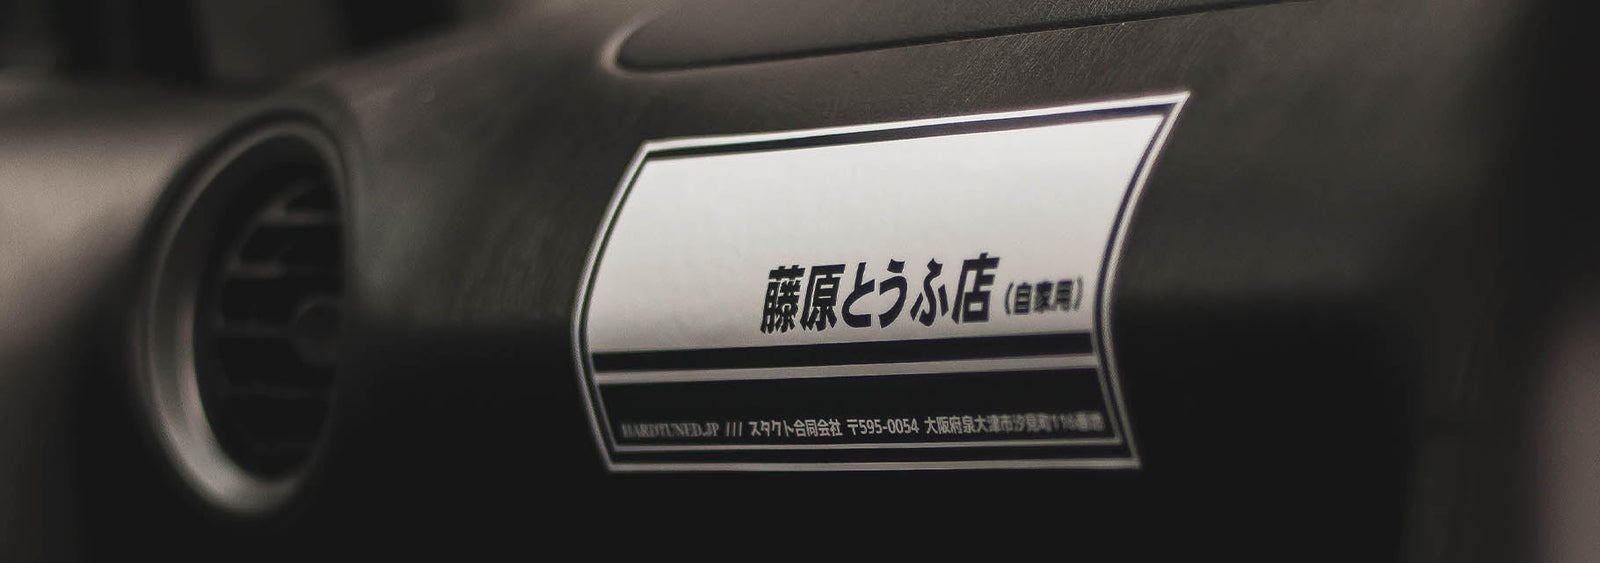 藤原とうふ店（自家用）
HARDTUNED.JP /// スタクト合同会社 〒595-0054 大阪府泉大津市汐見町116番地